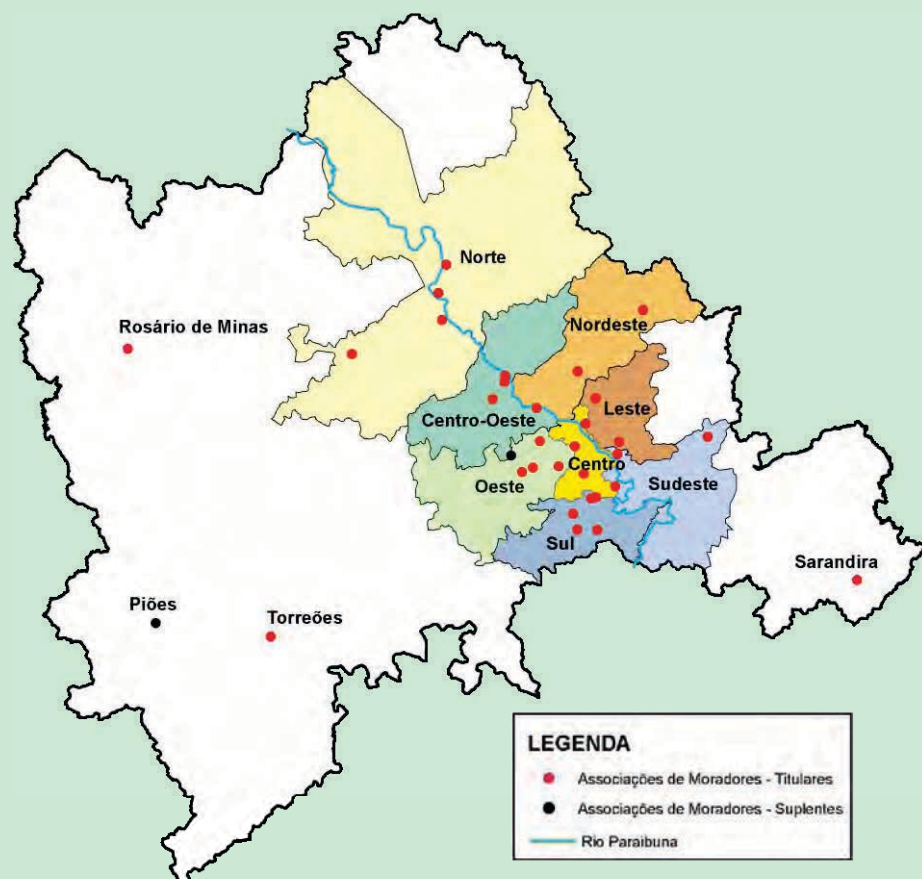 Norte
Rosário de Minas
Nordeste
Leste
Centro-Oeste
Centro
Oeste
Sudeste
Sul
Sarandira
Piões
Torreões
LEGENDA
Associações de Moradores - Titulares
Associações de Moradores - Suplentes
Rio Paraibuna